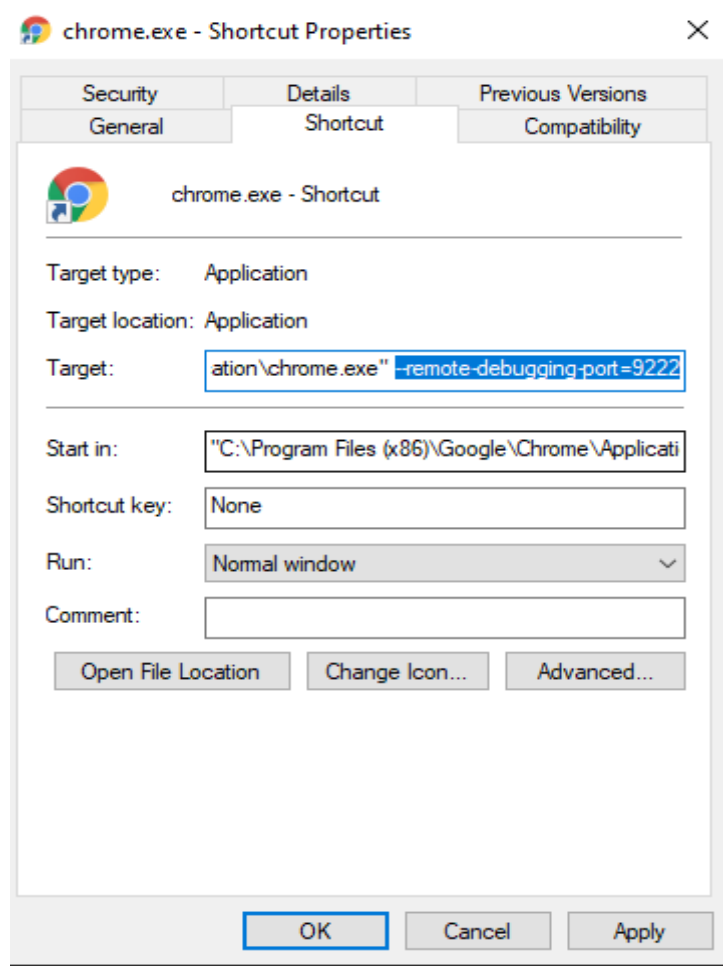 chrome.exe - Shortcut Properties
Security Details Previous Versions
General Shortcut Compatibility
chrome.exe - Shortcut
Target type: Application
Target location: Application
Target: ation\chrome.exe" --remote-debugging-port=9222
Start in: "C:\Program Files (x86)\Google\Chrome\Applicati
Shortcut key: None
Run: Normal window
Comment:
Open File Location Change Icon... Advanced...
OK Cancel Apply